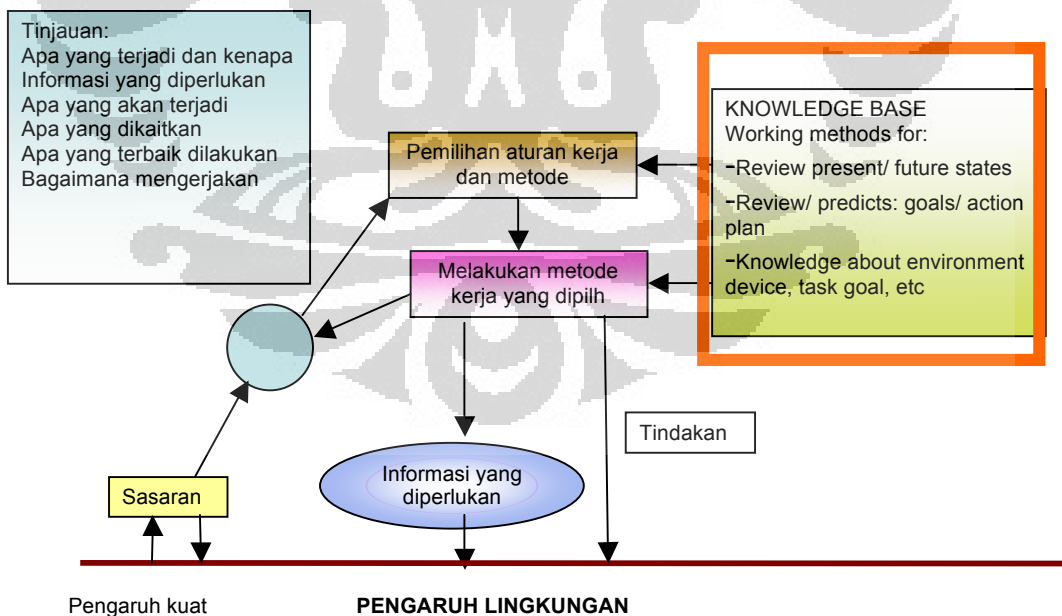 Tinjauan:
Apa yang terjadi dan kenapa
Informasi yang diperlukan
Apa yang akan terjadi
Apa yang dikaitkan
Apa yang terbaik dilakukan
Bagaimana mengerjakan
Pemilihan aturan kerja
dan metode
KNOWLEDGE BASE
Working methods for:
-Review present/ future states
-Review/ predicts: goals/ action
plan
-Knowledge about environment
device, task goal, etc
Melakukan metode
kerja yang dipilh
Tindakan
Informasi yang
diperlukan
Sasaran
Pengaruh kuat
PENGARUH LINGKUNGAN